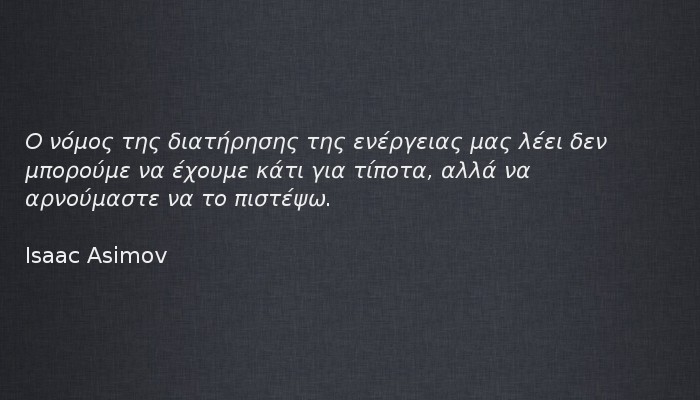 Ο νόμος της διατήρησης της ενέργειας μας λέει δεν
μπορούμε να έχουμε κάτι για τίποτα, αλλά να
αρνούμαστε να το πιστέψω.
Isaac Asimov